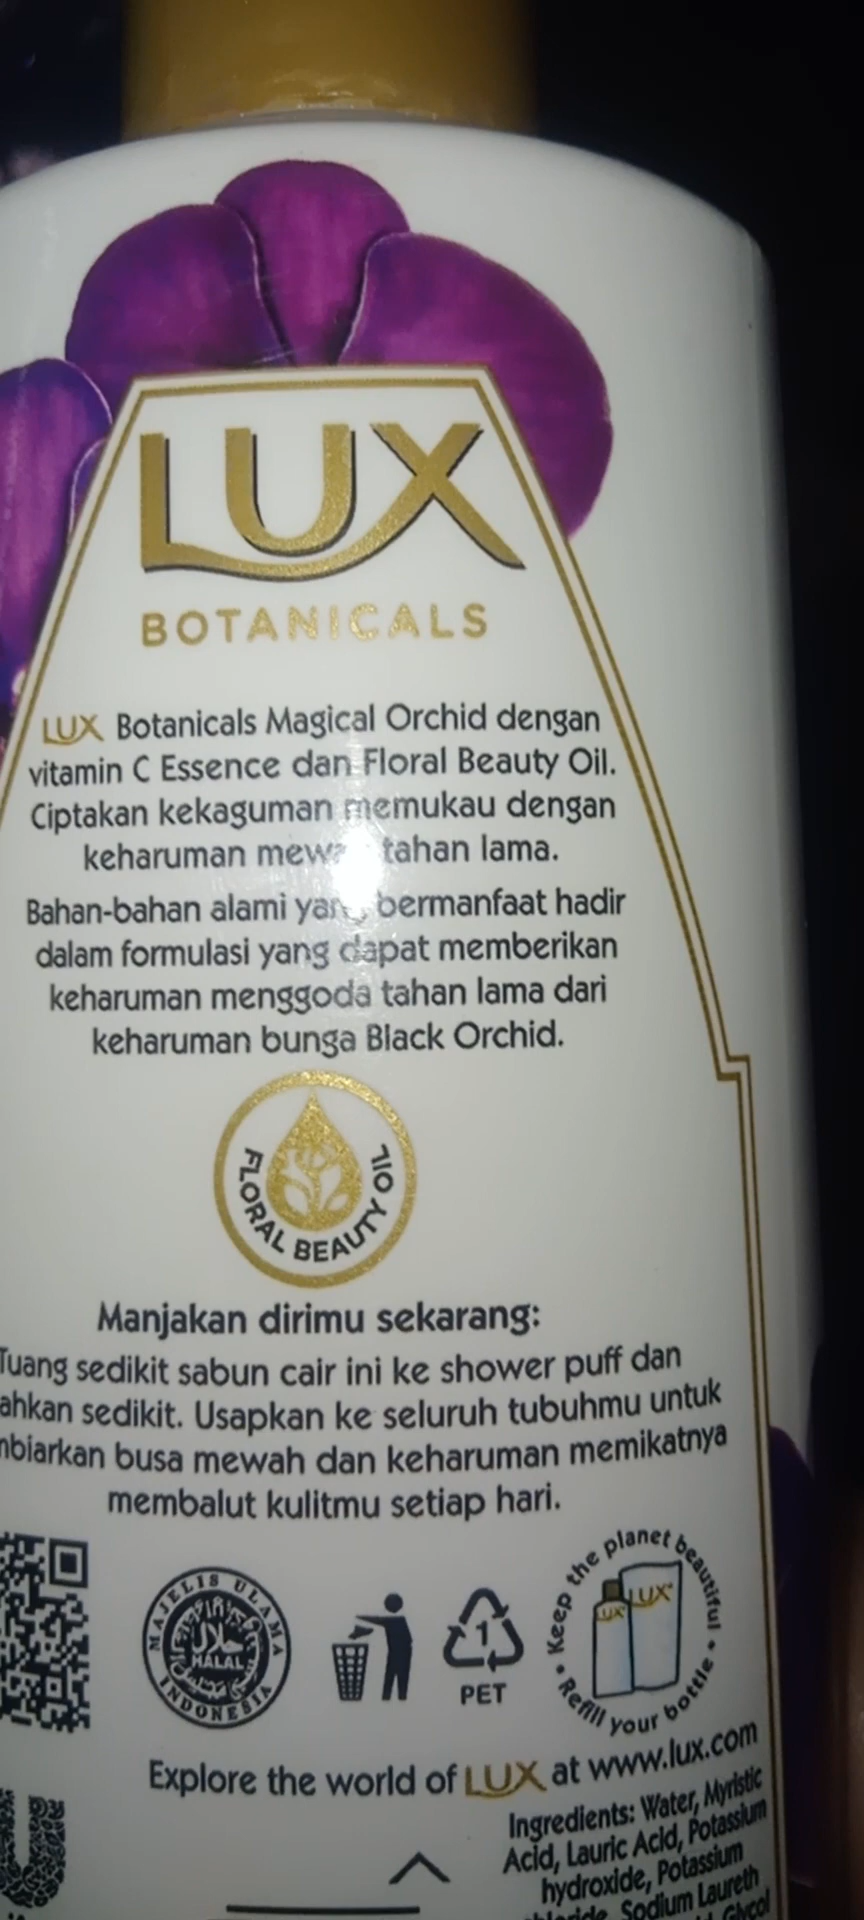 LUX
BOTANICALS
LUX Botanicals Magical Orchid dengan
vitamin C Essence dan Floral Beauty Oil.
Ciptakan kekaguman memukau dengan
keharuman tahan lama.
Bahan-bahan alami yang bermanfaat hadir
dalam formulasi yang dapat memberikan
keharuman menggoda tahan lama dari
keharuman bunga Black Orchid.
FLORAL BEAUTY OIL
Manjakan dirimu sekarang:
Tuang sedikit sabun cair ini ke shower puff dan
sedikit. Usapkan ke seluruh tubuhmu untuk
busa mewah dan keharuman memikatnya
membalut kulitmu setiap hari.
MAJELIS ULAMA INDONESIA
حلال
HALAL
1
PET
Keep the planet beautiful • Refill your bottle •
LUX
LUX
Explore the world of LUX at www.lux.com
Ingredients: Water, Myristic
Acid, Lauric Acid, Potassium
hydroxide, Potassium
Sodium Laureth
Glycol